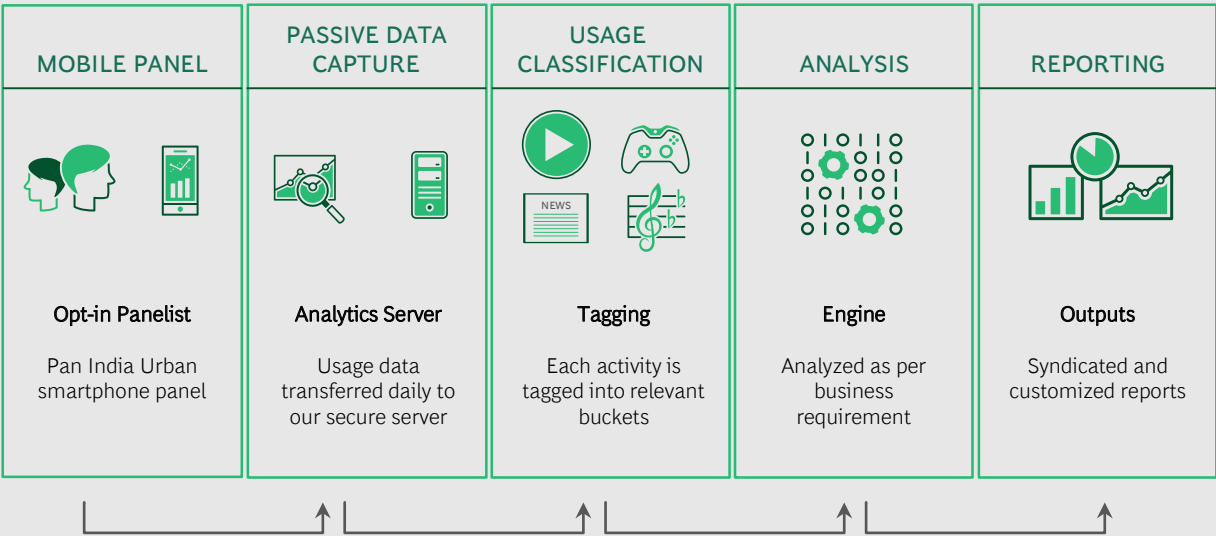 MOBILE PANEL
Opt-in Panelist
Pan India Urban
smartphone panel
PASSIVE DATA
CAPTURE
Analytics Server
Usage data
transferred daily to
our secure server
USAGE
CLASSIFICATION
NEWS
Tagging
Each activity is
tagged into relevant
buckets
ANALYSIS
Engine
Analyzed as per
business
requirement
REPORTING
Outputs
Syndicated and
customized reports